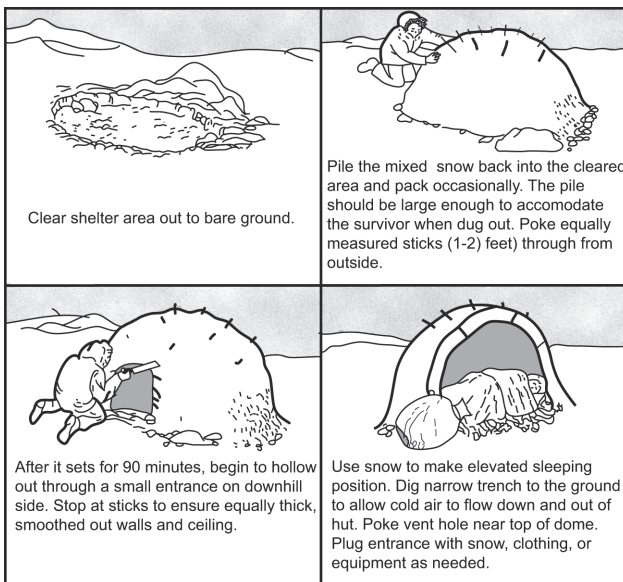 Clear shelter area out to bare ground.
Pile the mixed snow back into the cleared
area and pack occasionally. The pile
should be large enough to accomodate
the survivor when dug out. Poke equally
measured sticks (1-2) feet) through from
outside.
After it sets for 90 minutes, begin to hollow
out through a small entrance on downhill
side. Stop at sticks to ensure equally thick,
smoothed out walls and ceiling.
Use snow to make elevated sleeping
position. Dig narrow trench to the ground
to allow cold air to flow down and out of
hut. Poke vent hole near top of dome.
Plug entrance with snow, clothing, or
equipment as needed.